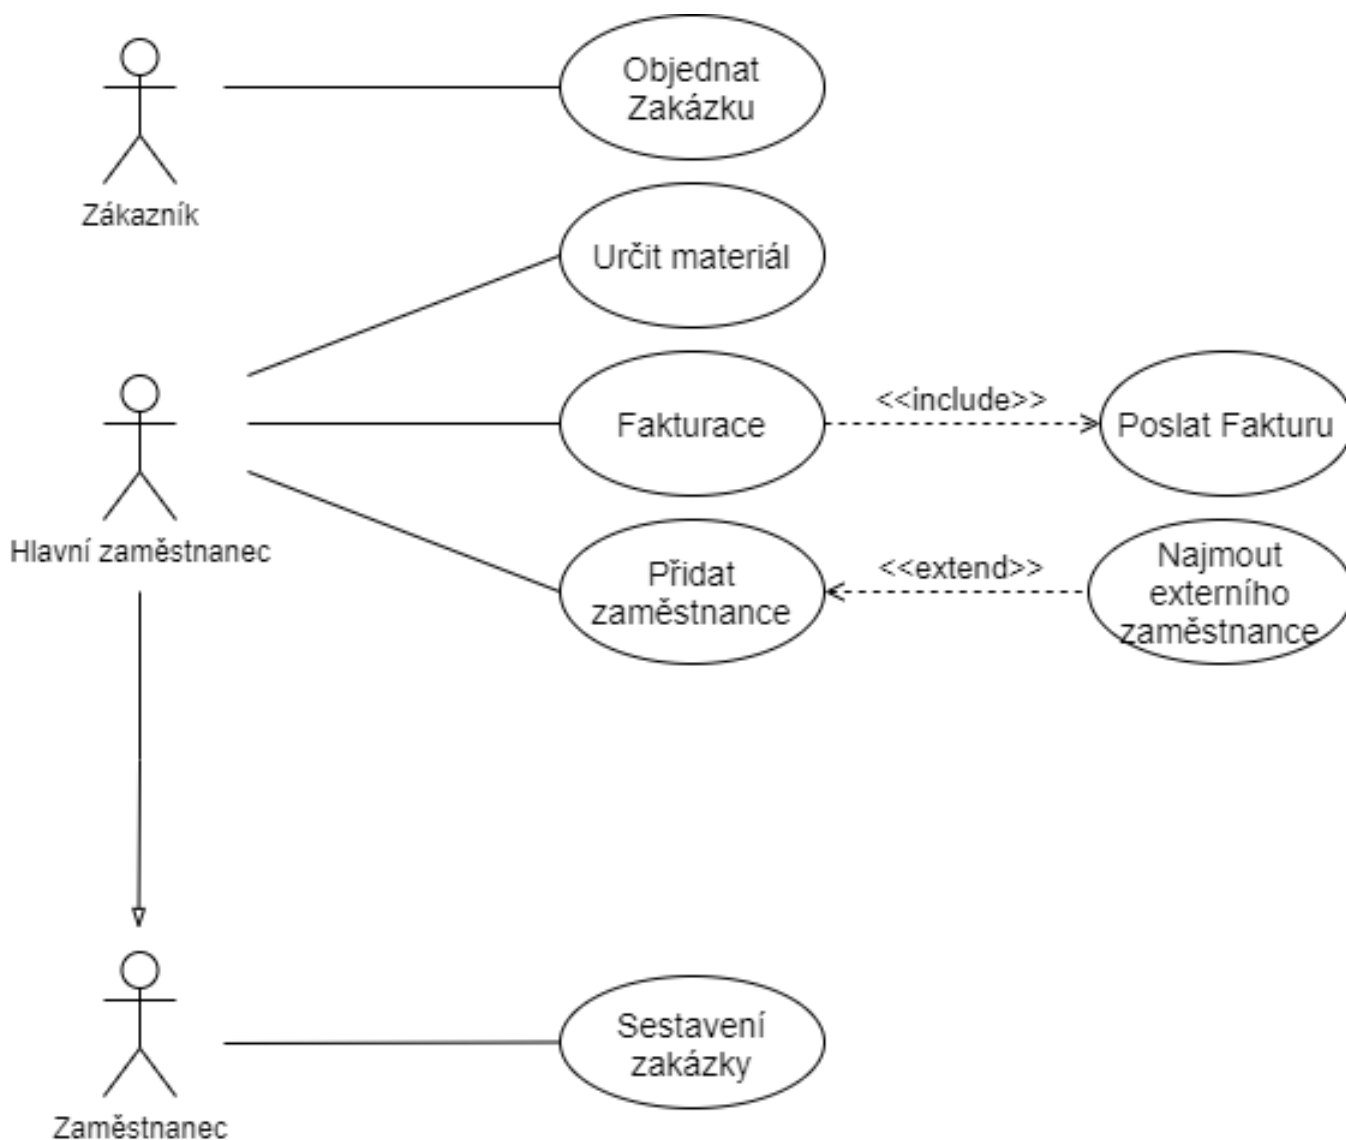 Objednat
Zakázku
Zákazník
Určit materiál
Fakturace
<<include>>
Poslat Fakturu
Hlavní zaměstnanec
Přidat
zaměstnance
<<extend>>
Najmout
externího
zaměstnance
Sestavení
zakázky
Zaměstnanec